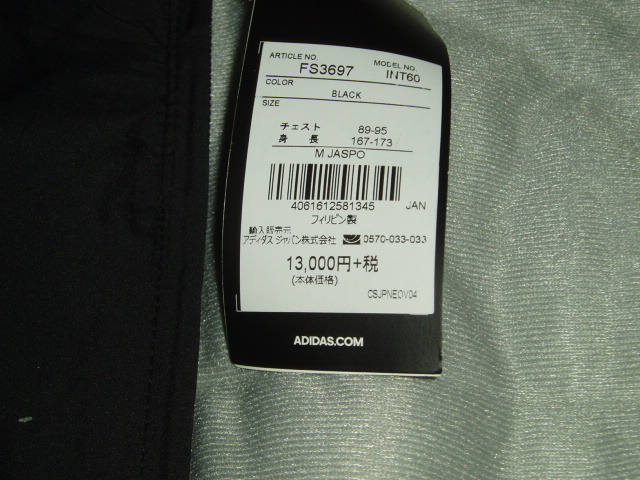 ARTICLE NO. FS3697 MODEL NO. INT60
COLOR
BLACK
SIZE
チェスト 89-95
身長 167-173
M JASPO
4061612581345 JAN
フィリピン製
輸入販売元
アディダス ジャパン株式会社 0570-033-033
13,000円+税
(本体価格)
CSJPNEOV04
ADIDAS.COM